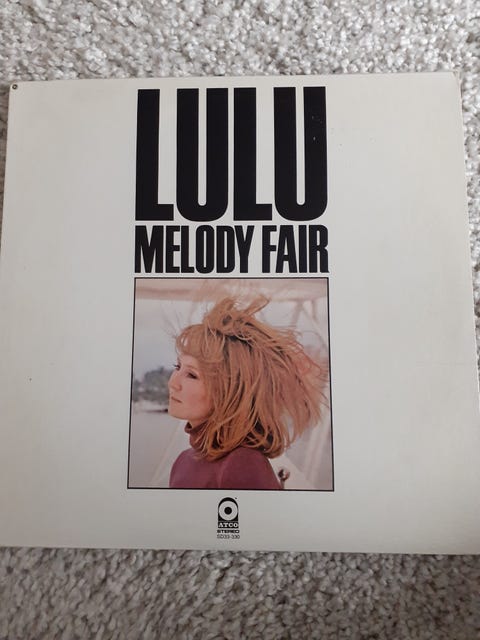 LULU
MELODY FAIR
ATCO
STEREO
SD33-330